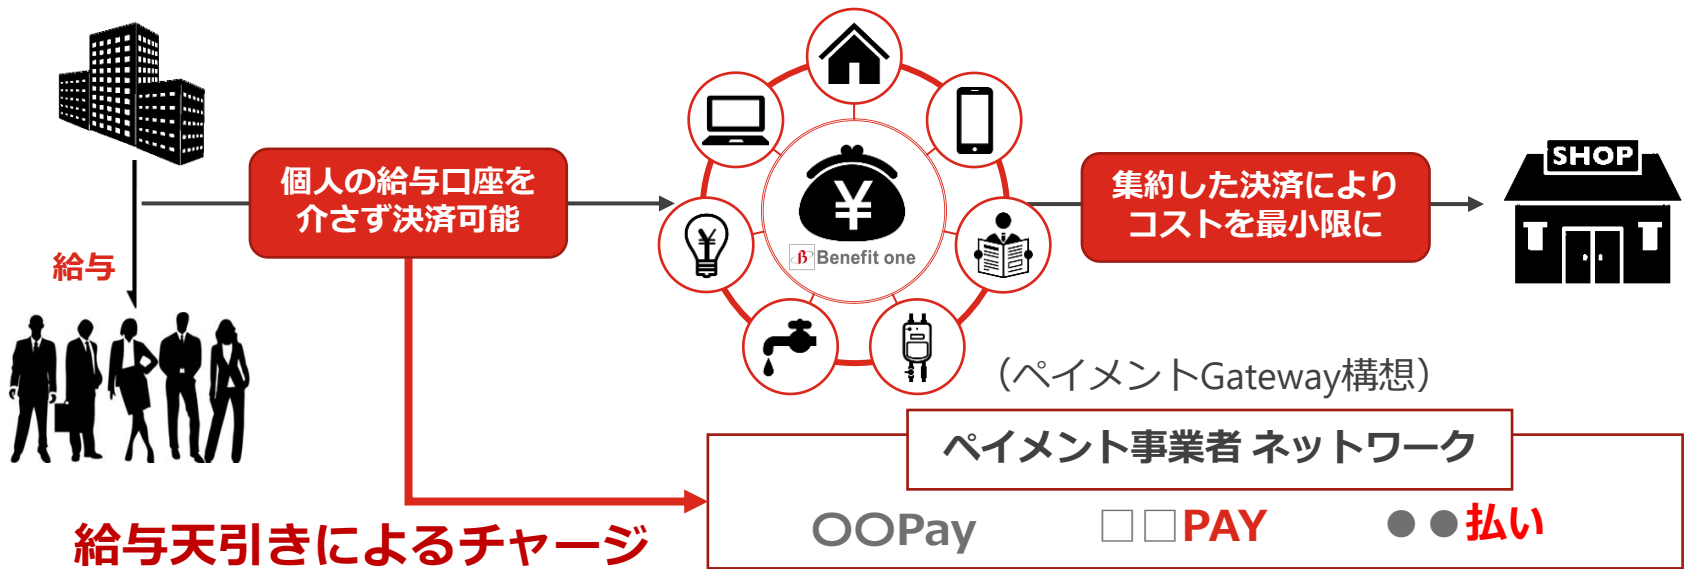 SHOP
個人の給与口座を
介さず決済可能
集約した決済により
コストを最小限に
¥
¥
β Benefit one
給与
（ペイメントGateway構想）
ペイメント事業者 ネットワーク
〇〇Pay
□□PAY
●●払い
給与天引きによるチャージ